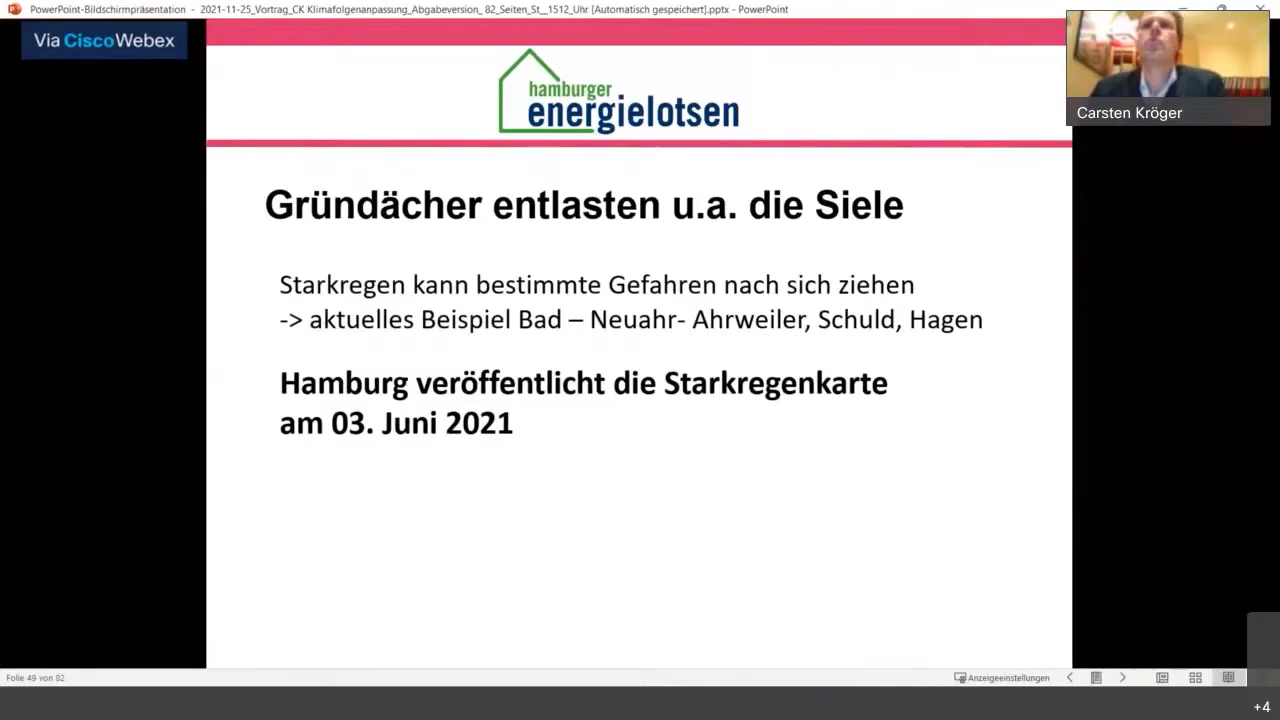 PowerPoint-Bildschirmpräsentation - 2021-11-25_Vortrag_CK Klimafolgenanpassung_Abgabeversion_ 82_Seiten_St__1512_Uhr [Automatisch gespeichert].pptx - PowerPoint
Via CiscoWebex
hamburger
energielotsen
Carsten Kröger
Gründächer entlasten u.a. die Siele
Starkregen kann bestimmte Gefahren nach sich ziehen
-> aktuelles Beispiel Bad – Neuahr- Ahrweiler, Schuld, Hagen
Hamburg veröffentlicht die Starkregenkarte
am 03. Juni 2021
Folie 49 von 82
Anzeigeeinstellungen
+4